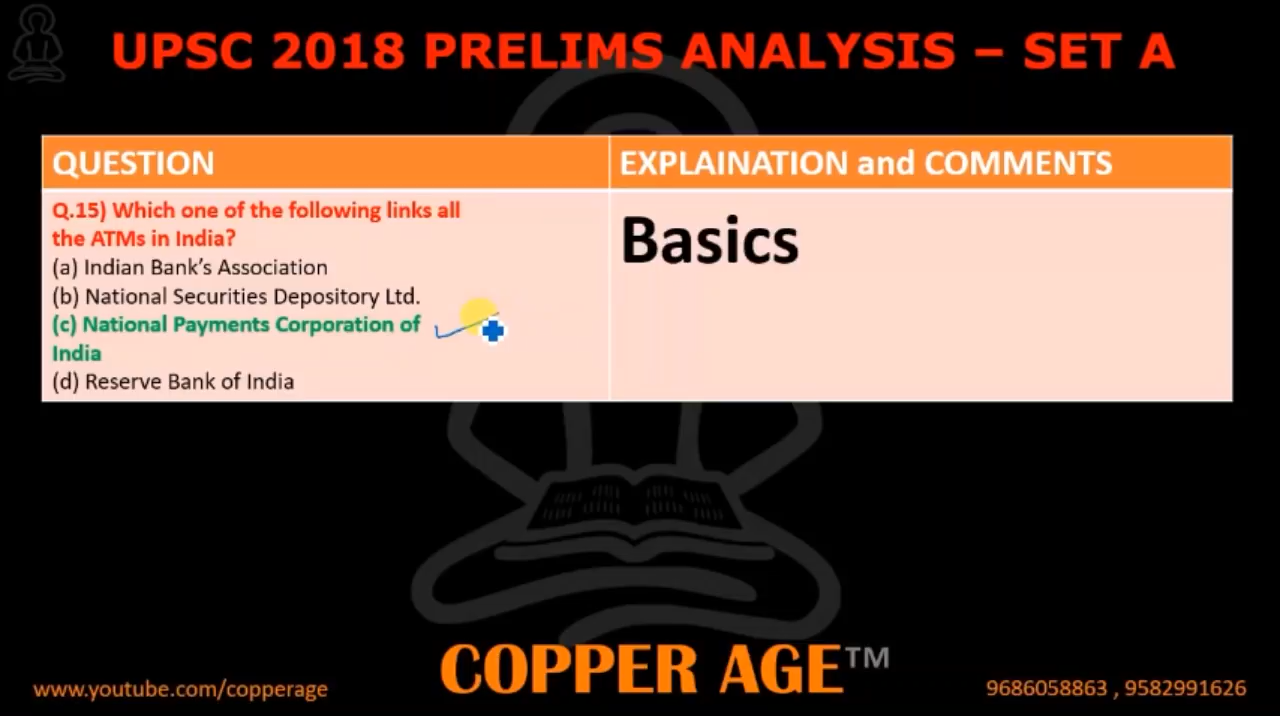 UPSC 2018 PRELIMS ANALYSIS – SET A
QUESTION
EXPLAINATION and COMMENTS
Q.15) Which one of the following links all
the ATMs in India?
(a) Indian Bank's Association
(b) National Securities Depository Ltd.
(c) National Payments Corporation of
India
(d) Reserve Bank of India
Basics
COPPER AGE™
www.youtube.com/copperage
9686058863 , 9582991626